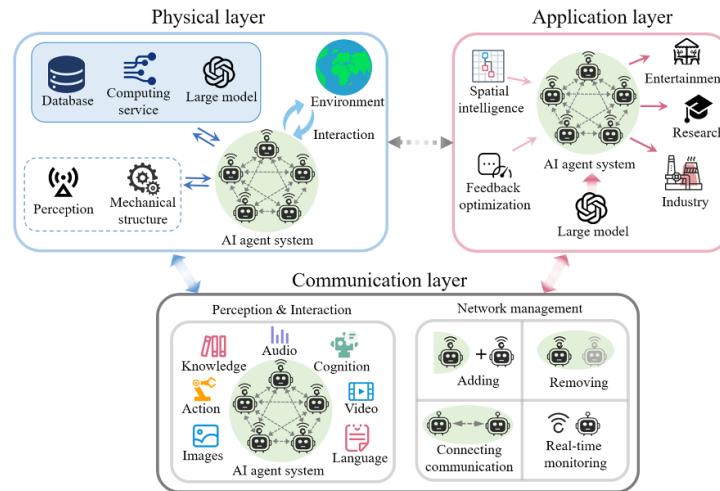 Physical layer
Database
Computing
service
Large model
Environment
Interaction
Perception
Mechanical
structure
AI agent system
Application layer
Spatial
intelligence
Feedback
optimization
AI agent system
Large model
Entertainment
Research
Industry
Communication layer
Perception & Interaction
Knowledge
Audio
Cognition
Action
Video
Images
Language
AI agent system
Network management
Adding
Removing
Connecting
communication
Real-time
monitoring